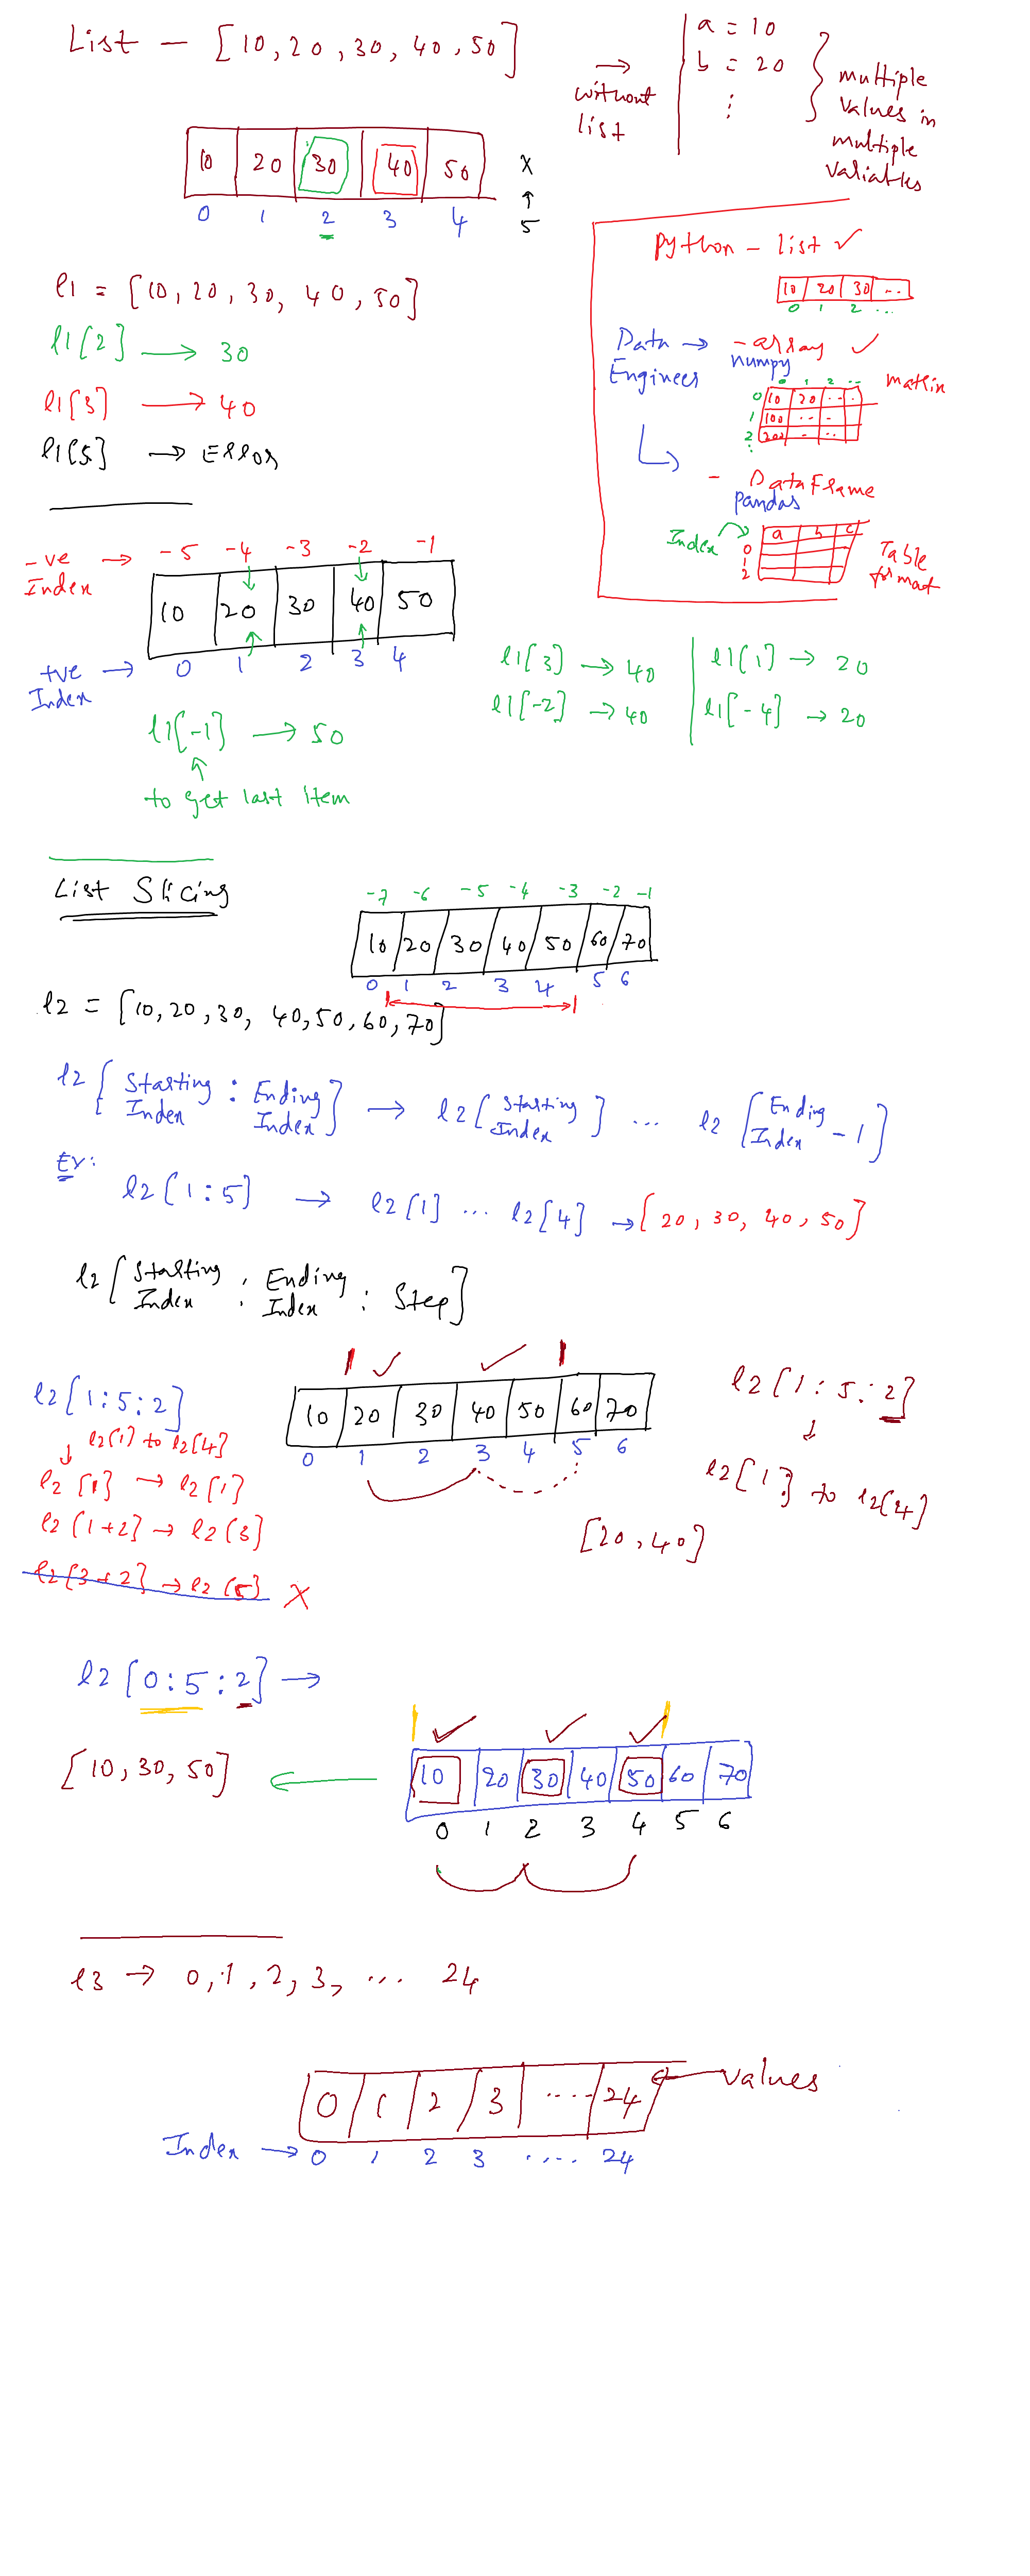 List - [10, 20, 30, 40, 50]
→ without list
a = 10
b = 20
⋮
multiple values in multiple variables
10 20 30 40 50 X
0 1 2 3 4 ↑ 5
l1 = [10, 20, 30, 40, 50]
l1[2] → 30
l1[3] → 40
l1[5] → Error
python - list ✓
10 20 30 ...
0 1 2 ...
Data Engineers → - array ✓
numpy
matrix
0 1 2 ...
0 10 20 ...
1 100 ...
2 200 ...
- DataFrame
pandas
Index
a b c
0
1
2
Table format
-ve Index → -5 -4 -3 -2 -1
10 20 30 40 50
+ve Index → 0 1 2 3 4
l1[3] → 40
l1[-2] → 40
l1[1] → 20
l1[-4] → 20
l1[-1] → 50
↑
to get last item
List Slicing
-7 -6 -5 -4 -3 -2 -1
10 20 30 40 50 60 70
0 1 2 3 4 5 6
l2 = [10, 20, 30, 40, 50, 60, 70]
l2[Starting Index : Ending Index] → l2[Starting Index] ... l2[Ending Index - 1]
Ex:
l2[1:5] → l2[1] ... l2[4] → [20, 30, 40, 50]
l2[Starting Index : Ending Index : Step]
l2[1:5:2]
↓ l2[1] to l2[4]
l2[1] → l2[1]
l2[1+2] → l2[3]
l2[3+2] → l2[5] X
10 20 30 40 50 60 70
0 1 2 3 4 5 6
[20, 40]
l2[1:5:2]
↓
l2[1] to l2[4]
l2[0:5:2] →
[10, 30, 50] ←
10 20 30 40 50 60 70
0 1 2 3 4 5 6
l3 → 0, 1, 2, 3, ... 24
0 1 2 3 .... 24 ← values
Index → 0 1 2 3 .... 24